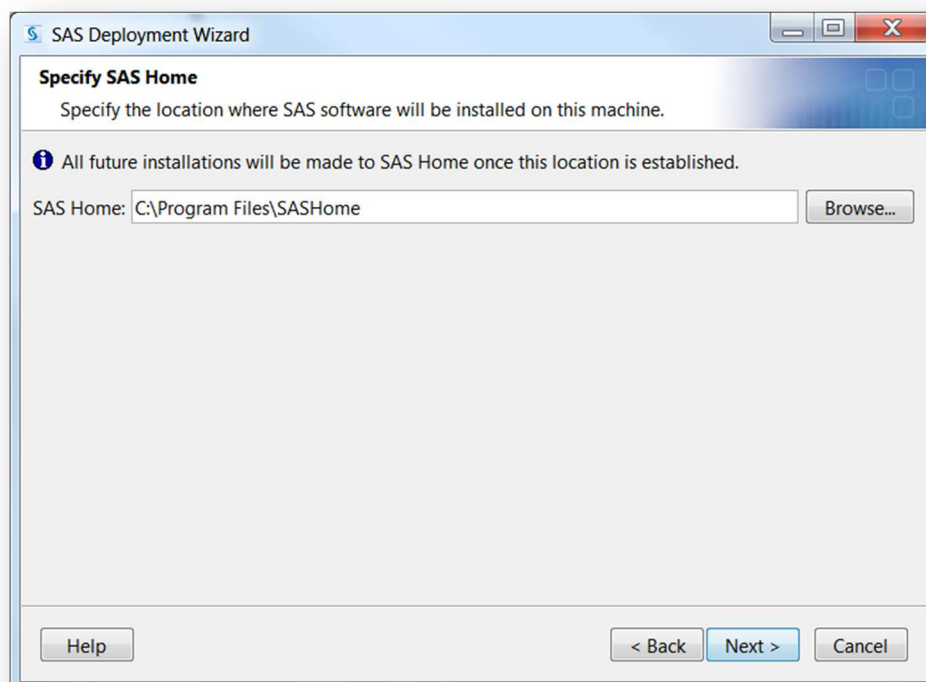 SAS Deployment Wizard
Specify SAS Home
Specify the location where SAS software will be installed on this machine.
All future installations will be made to SAS Home once this location is established.
SAS Home: C:\Program Files\SASHome Browse...
Help < Back Next > Cancel